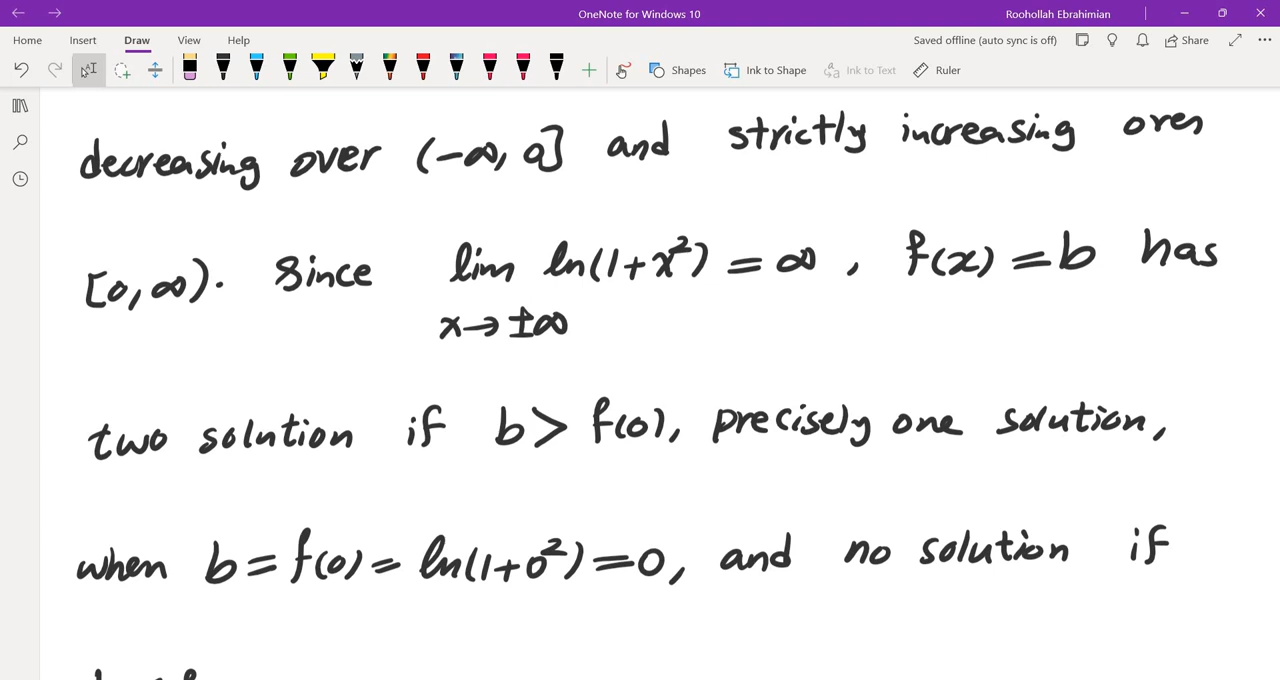 OneNote for Windows 10
Roohollah Ebrahimian
Home Insert Draw View Help
Saved offline (auto sync is off) Share
Shapes Ink to Shape Ink to Text Ruler
decreasing over (-∞, 0] and strictly increasing over
[0, ∞). Since lim ln(1+x²) = ∞ , f(x) = b has
x→±∞
two solution if b > f(0), precisely one solution,
when b = f(0) = ln(1+0²) = 0, and no solution if